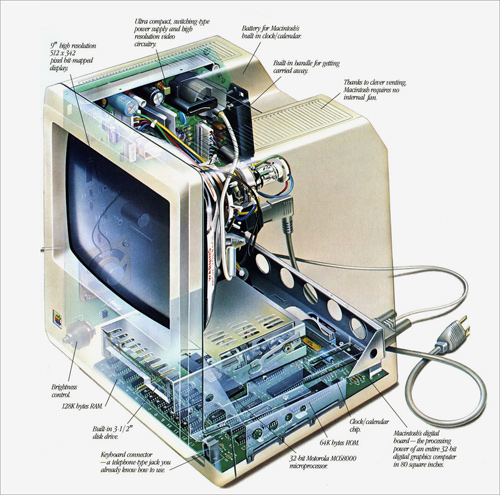 Ultra compact, switching-type
power supply and high
resolution video
circuitry.
Battery for Macintosh's
built in clock/calendar.
9" high resolution
512 x 342
pixel bit-mapped
display.
Built in handle for getting
carried away.
Thanks to clever venting,
Macintosh requires no
internal fan.
Brightness
control.
128K bytes RAM.
Built-in 3-1/2"
disk drive.
Keyboard connector
— a telephone-type jack you
already know how to use.
32-bit Motorola MC68000
microprocessor.
64K bytes ROM.
Clock/calendar
chip.
Macintosh's digital
board — the processing
power of an entire 32-bit
digital graphics computer
in 80 square inches.